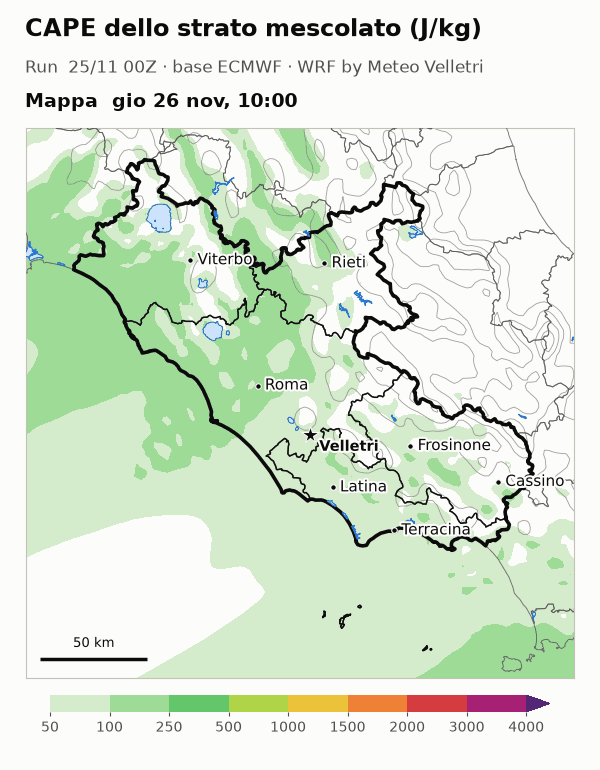 CAPE dello strato mescolato (J/kg)
Run  25/11 00Z · base ECMWF · WRF by Meteo Velletri
Mappa  gio 26 nov, 10:00
Viterbo
Rieti
Roma
Velletri
Frosinone
Cassino
Latina
Terracina
50 km
50 100 250 500 1000 1500 2000 3000 4000